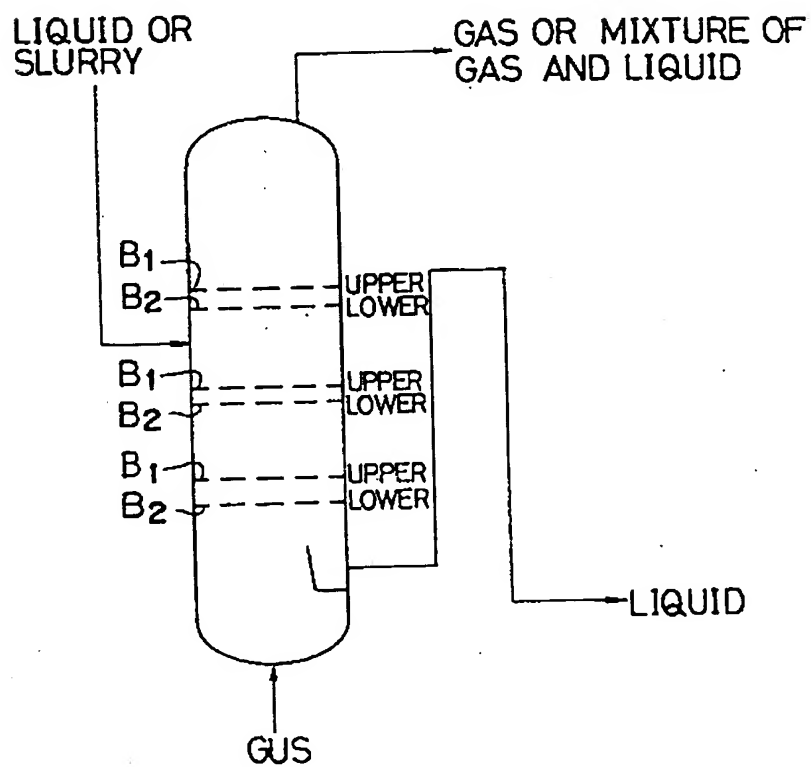 LIQUID OR
SLURRY
GAS OR MIXTURE OF
GAS AND LIQUID
B1
UPPER
B2
LOWER
B1
UPPER
B2
LOWER
B1
UPPER
B2
LOWER
LIQUID
GUS